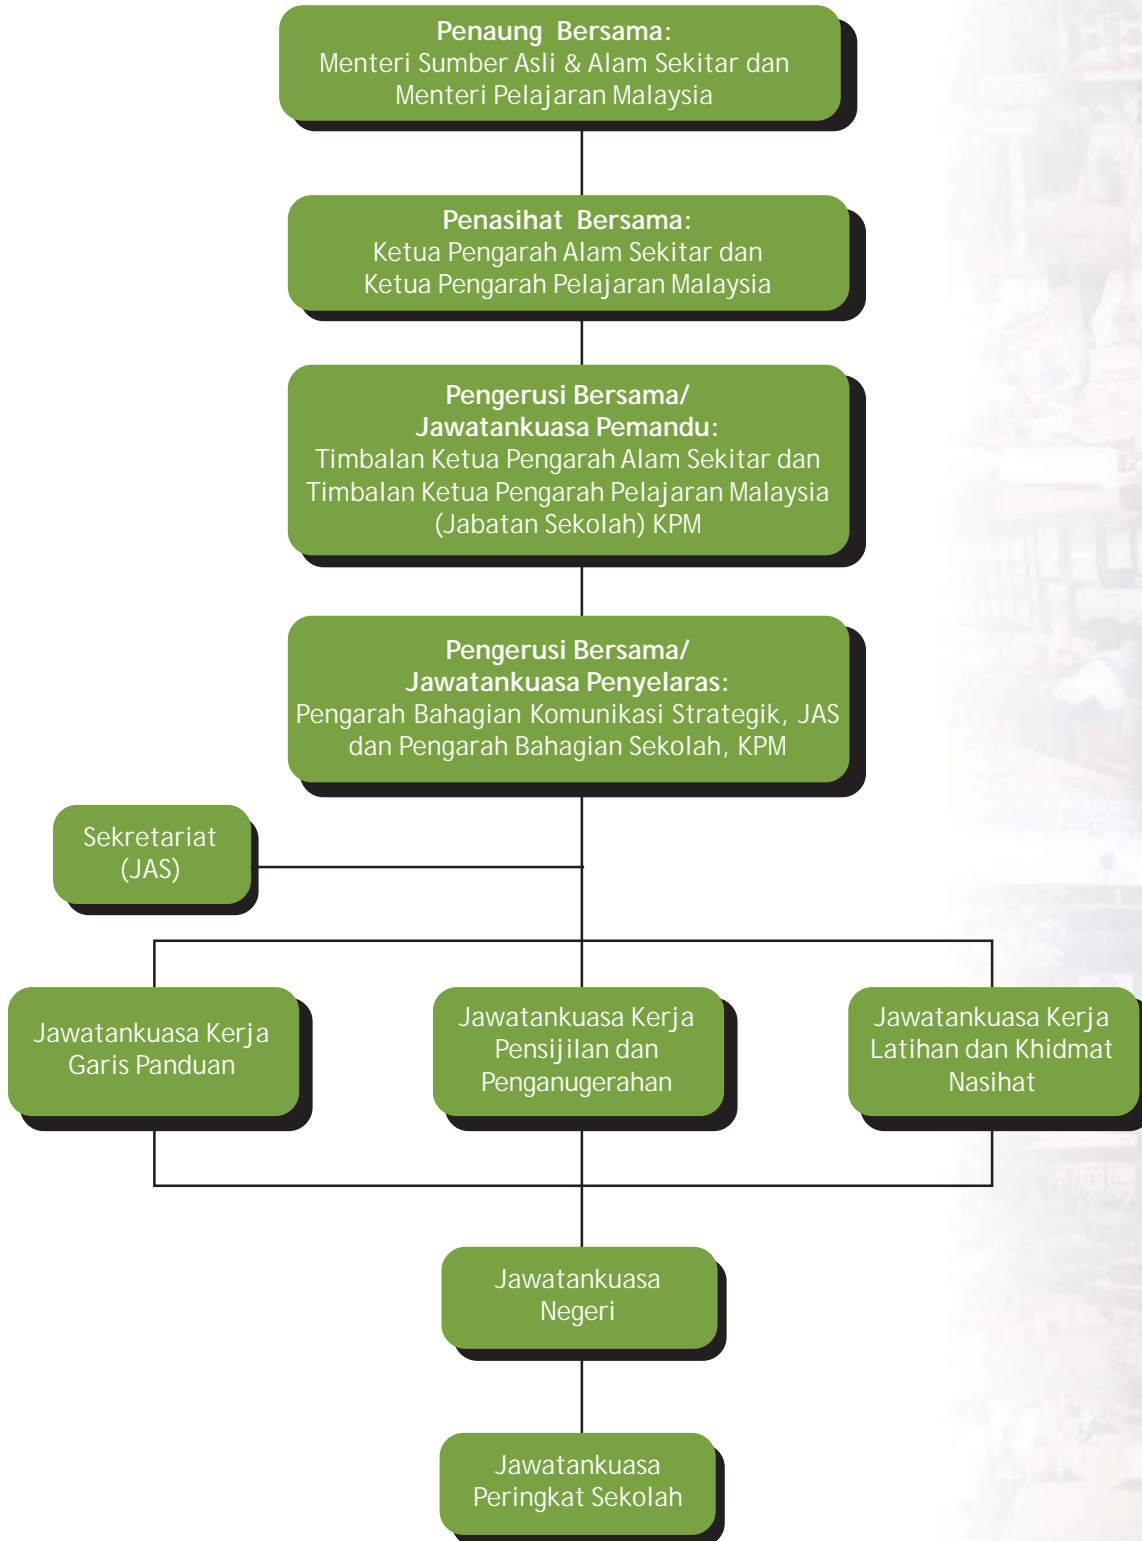 Penaung Bersama:
Menteri Sumber Asli & Alam Sekitar dan
Menteri Pelajaran Malaysia
Penasihat Bersama:
Ketua Pengarah Alam Sekitar dan
Ketua Pengarah Pelajaran Malaysia
Pengerusi Bersama/
Jawatankuasa Pemandu:
Timbalan Ketua Pengarah Alam Sekitar dan
Timbalan Ketua Pengarah Pelajaran Malaysia
(Jabatan Sekolah) KPM
Pengerusi Bersama/
Jawatankuasa Penyelaras:
Pengarah Bahagian Komunikasi Strategik, JAS
dan Pengarah Bahagian Sekolah, KPM
Sekretariat
(JAS)
Jawatankuasa Kerja
Garis Panduan
Jawatankuasa Kerja
Pensijilan dan
Penganugerahan
Jawatankuasa Kerja
Latihan dan Khidmat
Nasihat
Jawatankuasa
Negeri
Jawatankuasa
Peringkat Sekolah